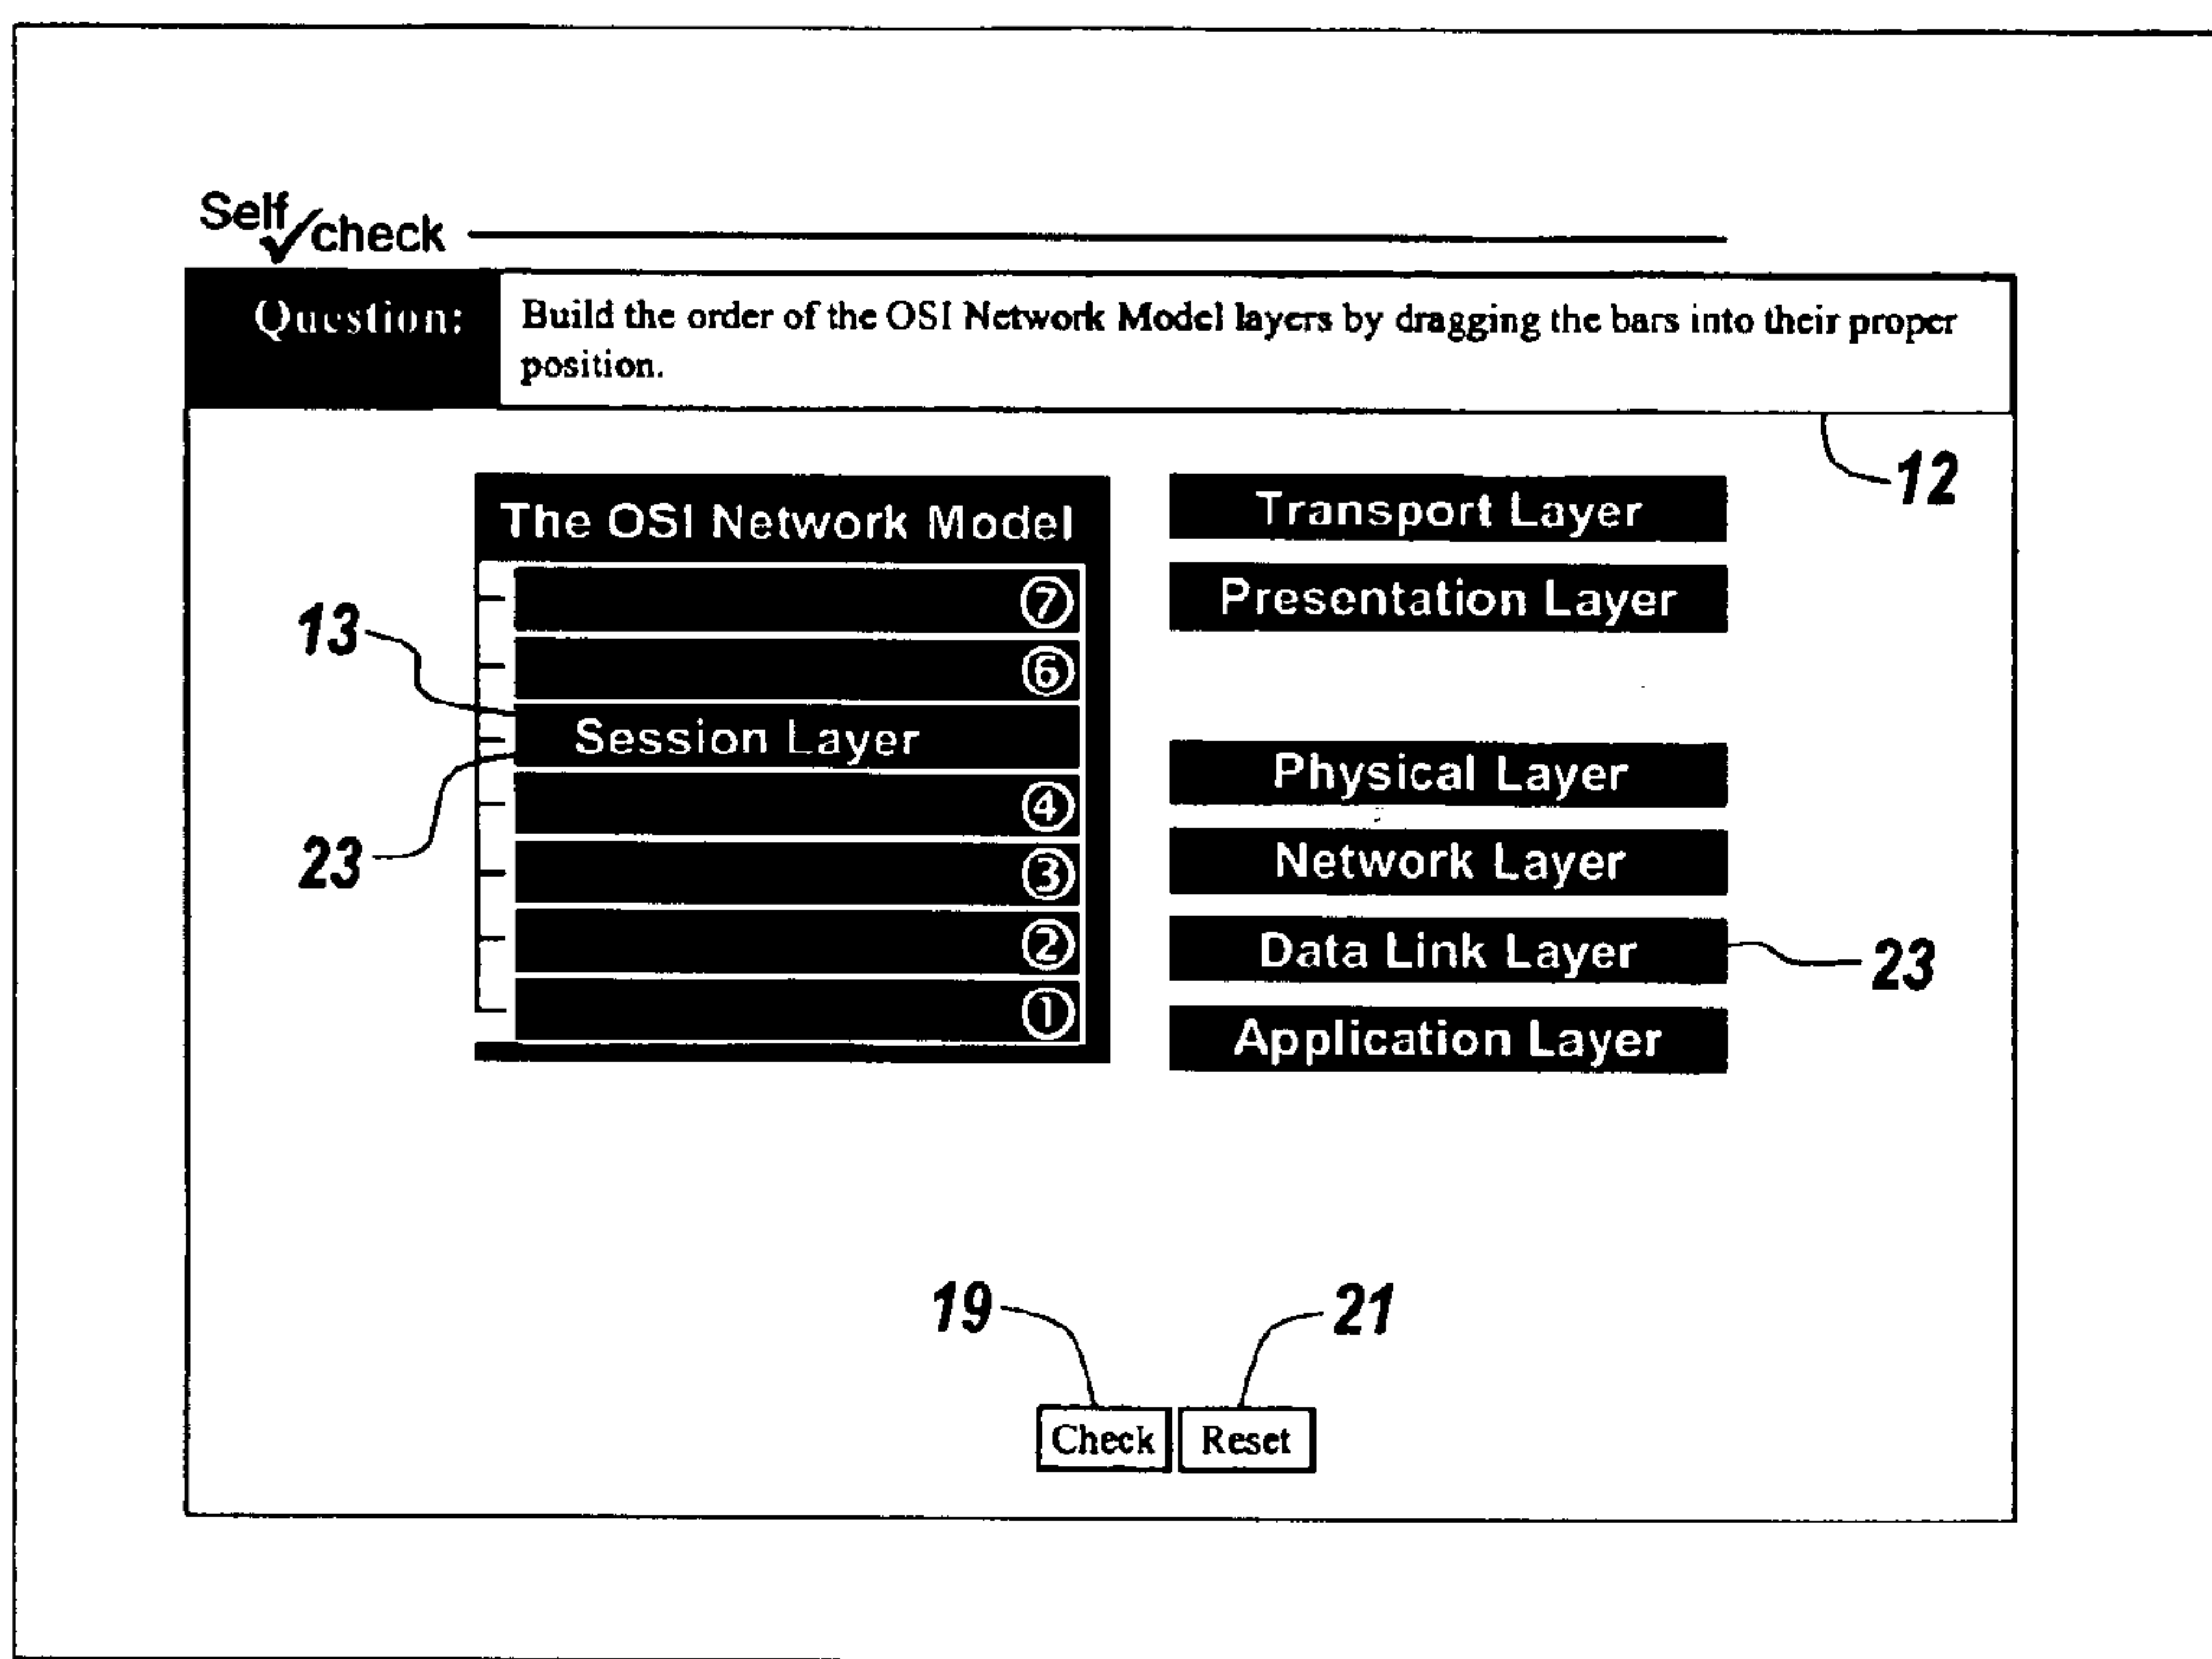 Self check
Question:
Build the order of the OSI Network Model layers by dragging the bars into their proper
position.
12
The OSI Network Model
7
6
Session Layer
4
3
2
1
13
23
Transport Layer
Presentation Layer
Physical Layer
Network Layer
Data Link Layer
Application Layer
23
19
21
Check
Reset